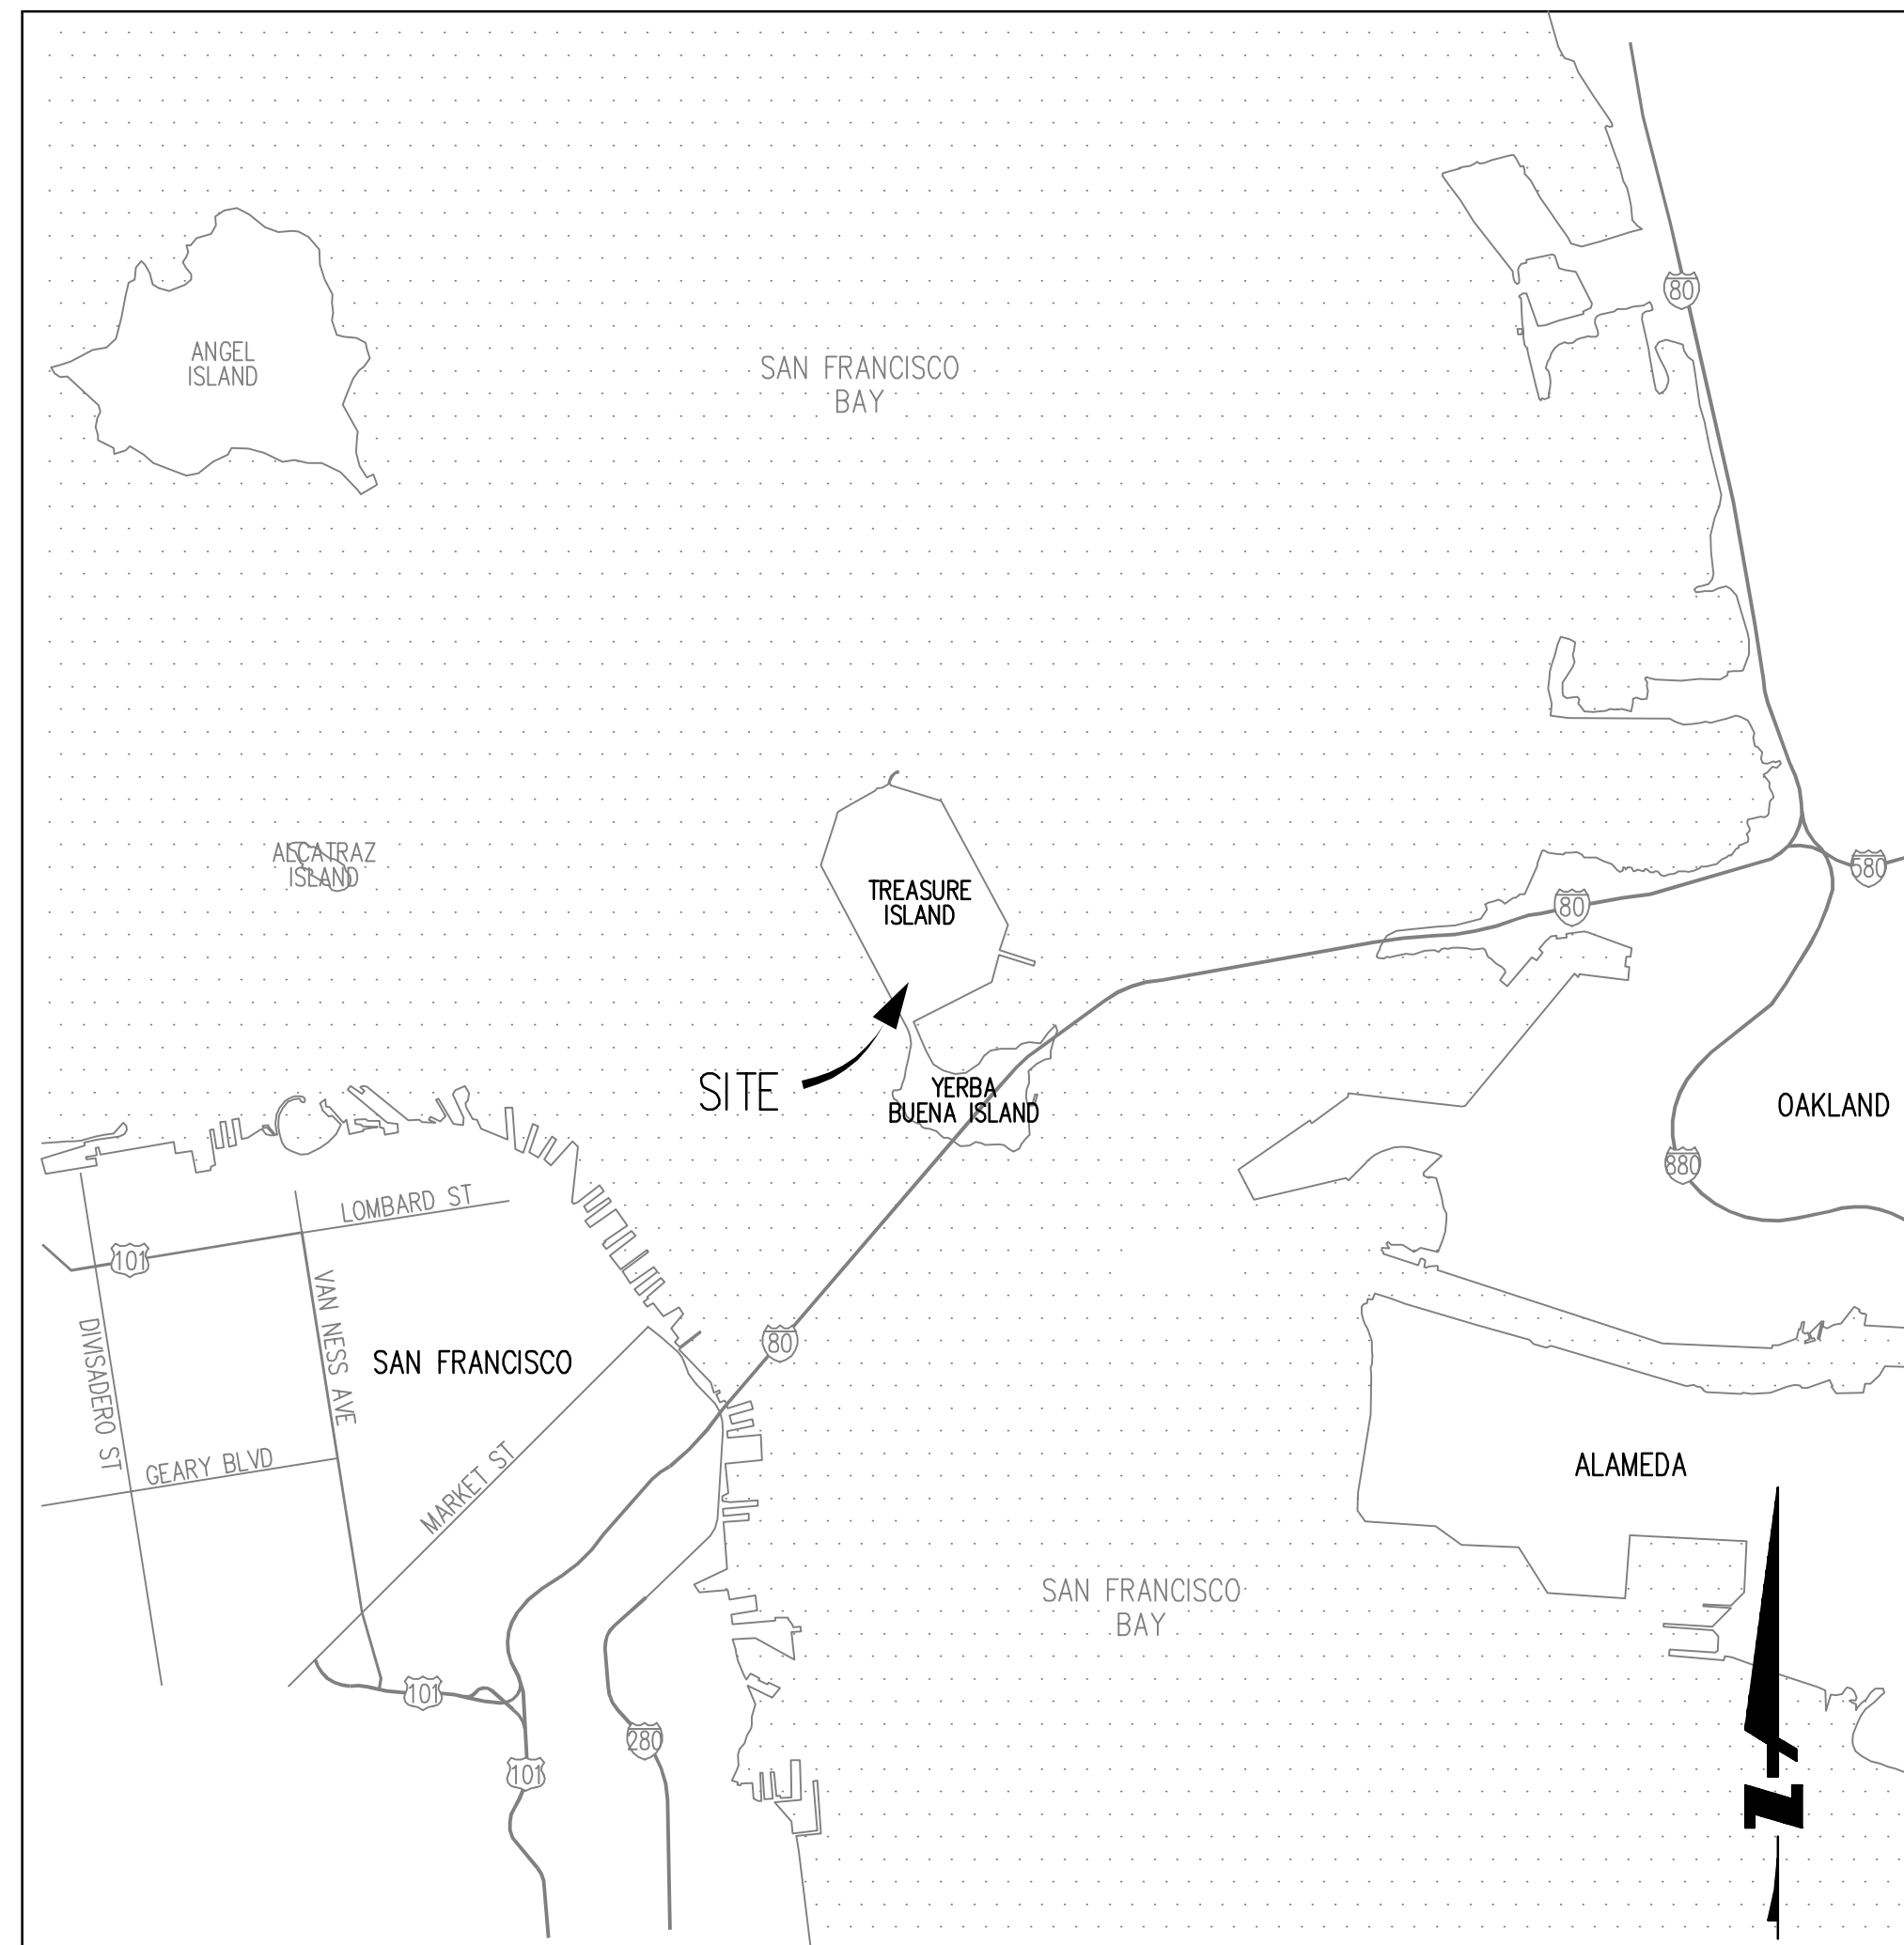 80
ANGEL
ISLAND
SAN FRANCISCO
BAY
ALCATRAZ
ISLAND
TREASURE
ISLAND
580
80
SITE
YERBA
BUENA ISLAND
OAKLAND
880
LOMBARD ST
101
VAN NESS AVE
DIVISADERO ST
SAN FRANCISCO
80
GEARY BLVD
MARKET ST
ALAMEDA
SAN FRANCISCO
BAY
101
280
101
N